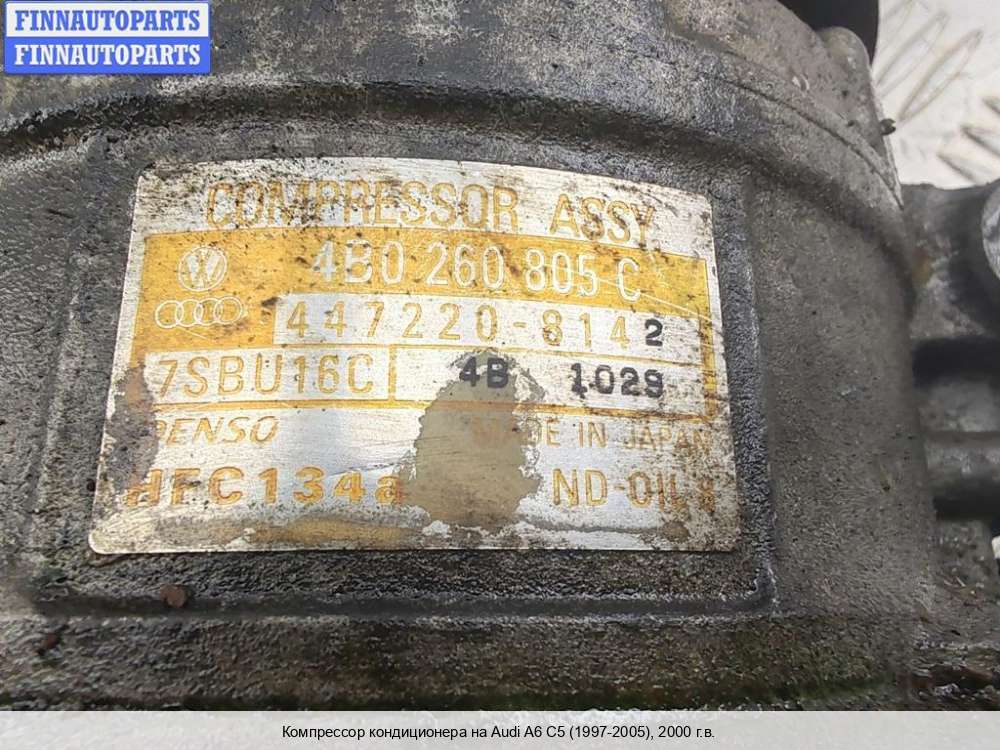 FINNAUTOPARTS
FINNAUTOPARTS
COMPRESSOR ASSY.
4B0 260 805 C
447220-8142
7SBU16C 4B 1029
DENSO MADE IN JAPAN
HFC134a ND-OIL 8
Компрессор кондиционера на Audi A6 C5 (1997-2005), 2000 г.в.